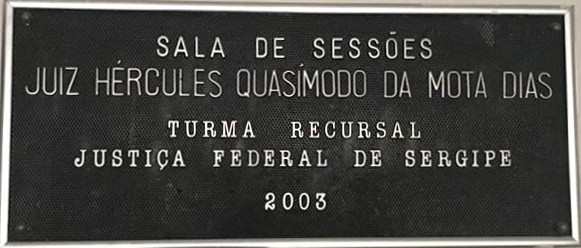 SALA DE SESSÕES
JUIZ HÉRCULES QUASÍMODO DA MOTA DIAS
TURMA RECURSAL
JUSTIÇA FEDERAL DE SERGIPE
2003